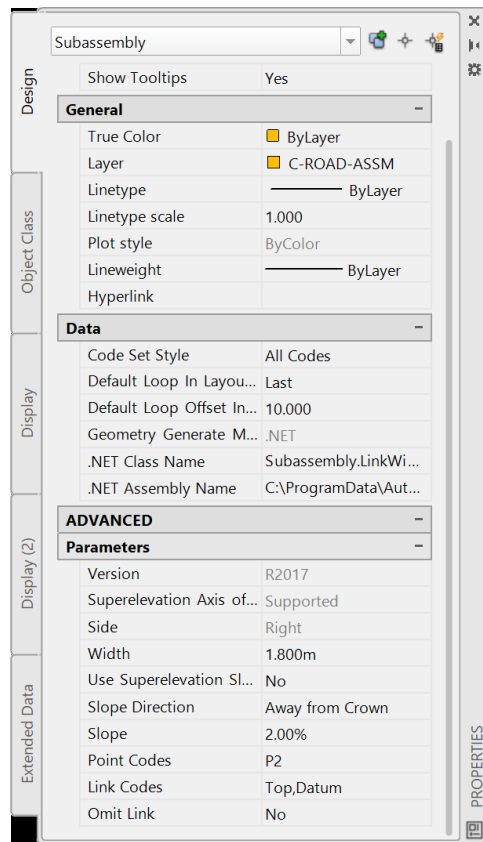 Subassembly
Show Tooltips Yes
General
True Color ByLayer
Layer C-ROAD-ASSM
Linetype ByLayer
Linetype scale 1.000
Plot style ByColor
Lineweight ByLayer
Hyperlink
Data
Code Set Style All Codes
Default Loop In Layou... Last
Default Loop Offset In... 10.000
Geometry Generate M... .NET
.NET Class Name Subassembly.LinkWi...
.NET Assembly Name C:\ProgramData\Aut...
ADVANCED
Parameters
Version R2017
Superelevation Axis of... Supported
Side Right
Width 1.800m
Use Superelevation Sl... No
Slope Direction Away from Crown
Slope 2.00%
Point Codes P2
Link Codes Top,Datum
Omit Link No
Design
Object Class
Display
Display (2)
Extended Data
PROPERTIES